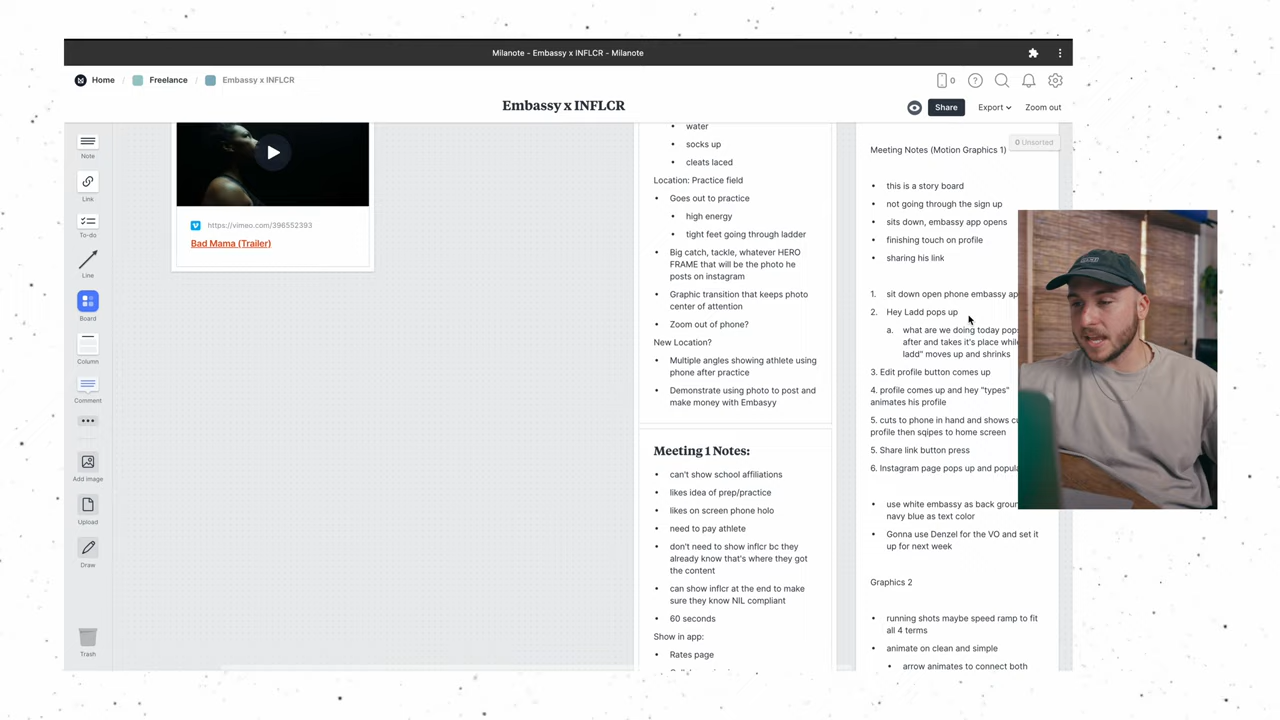 Milanote - Embassy x INFLCR - Milanote
Home / Freelance / Embassy x INFLCR
0
Embassy x INFLCR
Share
Export
Zoom out
Note
Link
To-do
Line
Board
Column
Comment
Add image
Upload
Draw
Trash
https://vimeo.com/396552393
Bad Mama (Trailer)
• water
• socks up
• cleats laced
Location: Practice field
• Goes out to practice
• high energy
• tight feet going through ladder
• Big catch, tackle, whatever HERO
FRAME that will be the photo he
posts on instagram
• Graphic transition that keeps photo
center of attention
• Zoom out of phone?
New Location?
• Multiple angles showing athlete using
phone after practice
• Demonstrate using photo to post and
make money with Embasyy
Meeting 1 Notes:
• can't show school affiliations
• likes idea of prep/practice
• likes on screen phone holo
• need to pay athlete
• don't need to show inflcr bc they
already know that's where they got
the content
• can show inflcr at the end to make
sure they know NIL compliant
• 60 seconds
Show in app:
• Rates page
0 Unsorted
Meeting Notes (Motion Graphics 1)
• this is a story board
• not going through the sign up
• sits down, embassy app opens
• finishing touch on profile
• sharing his link
1. sit down open phone embassy
2. Hey Ladd pops up
a. what are we doing today pops
after and takes it's place while
ladd" moves up and shrinks
3. Edit profile button comes up
4. profile comes up and hey "types"
animates his profile
5. cuts to phone in hand and shows
profile then sqipes to home screen
5. Share link button press
6. Instagram page pops up and
• use white embassy as back
navy blue as text color
• Gonna use Denzel for the VO and set it
up for next week
Graphics 2
• running shots maybe speed ramp to fit
all 4 terms
• animate on clean and simple
• arrow animates to connect both